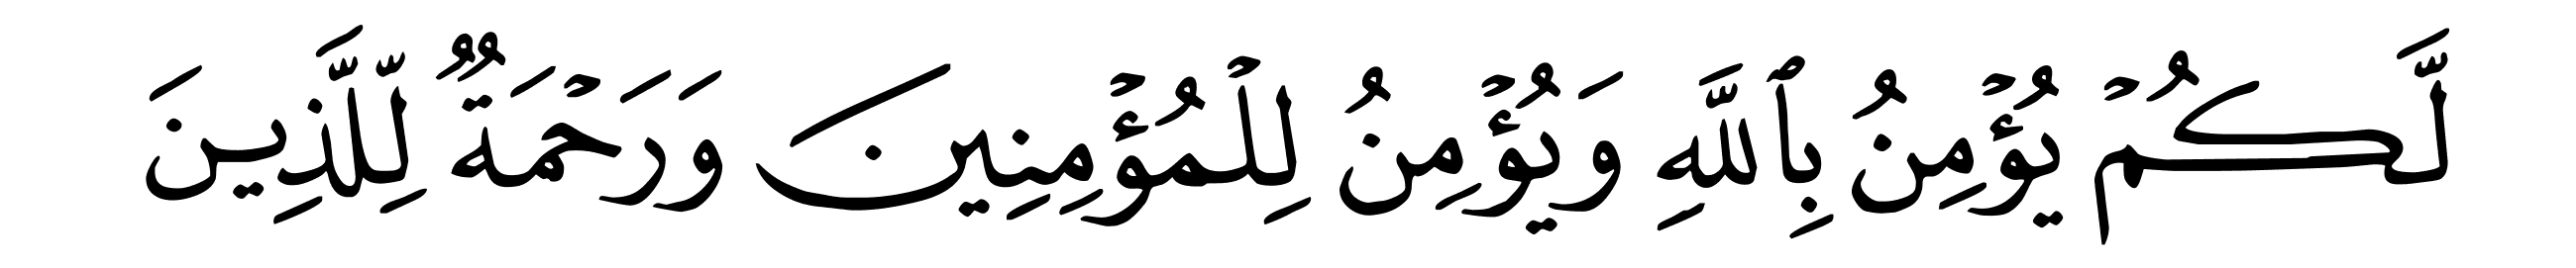 لَّكُمۡ يُؤۡمِنُ بِٱللَّهِ وَيُؤۡمِنُ لِلۡمُؤۡمِنِينَ وَرَحۡمَةٞ لِّلَّذِينَ